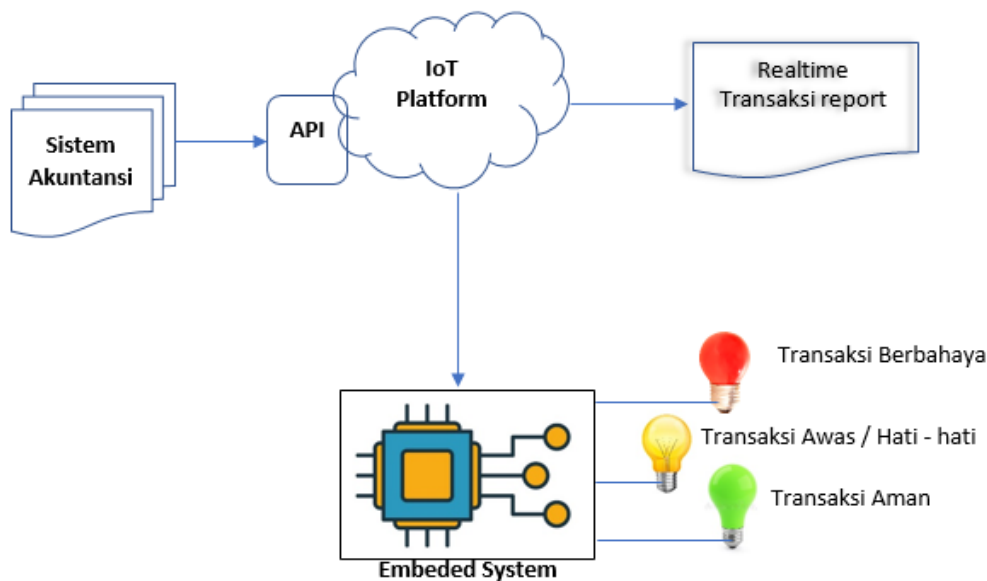 IoT
Platform
API
Sistem
Akuntansi
Realtime
Transaksi report
Transaksi Berbahaya
Transaksi Awas / Hati - hati
Transaksi Aman
Embeded System